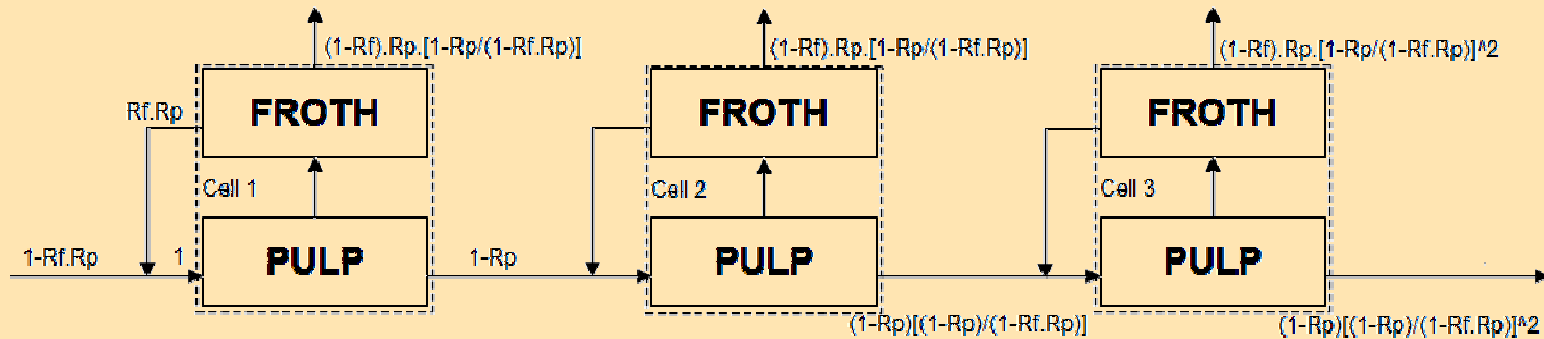 (1-Rf).Rp.[1-Rp/(1-Rf.Rp)]
(1-Rf).Rp.[1-Rp/(1-Rf.Rp)]
(1-Rf).Rp.[1-Rp/(1-Rf.Rp)]^2
Rf.Rp
FROTH
FROTH
FROTH
Cell 1
Cell 2
Cell 3
1-Rf.Rp
1
PULP
1-Rp
PULP
PULP
(1-Rp)[(1-Rp)/(1-Rf.Rp)]
(1-Rp)[(1-Rp)/(1-Rf.Rp)]^2